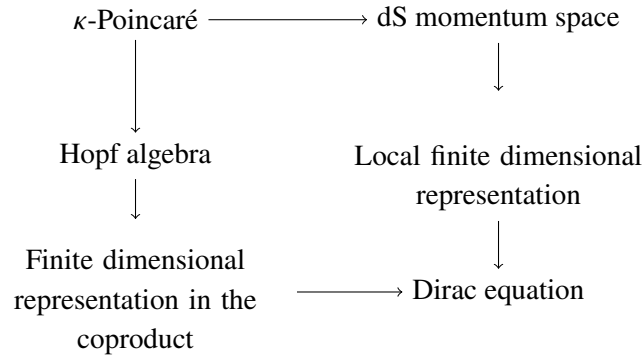 κ-Poincaré
dS momentum space
Hopf algebra
Local finite dimensional
representation
Finite dimensional
representation in the
coproduct
Dirac equation